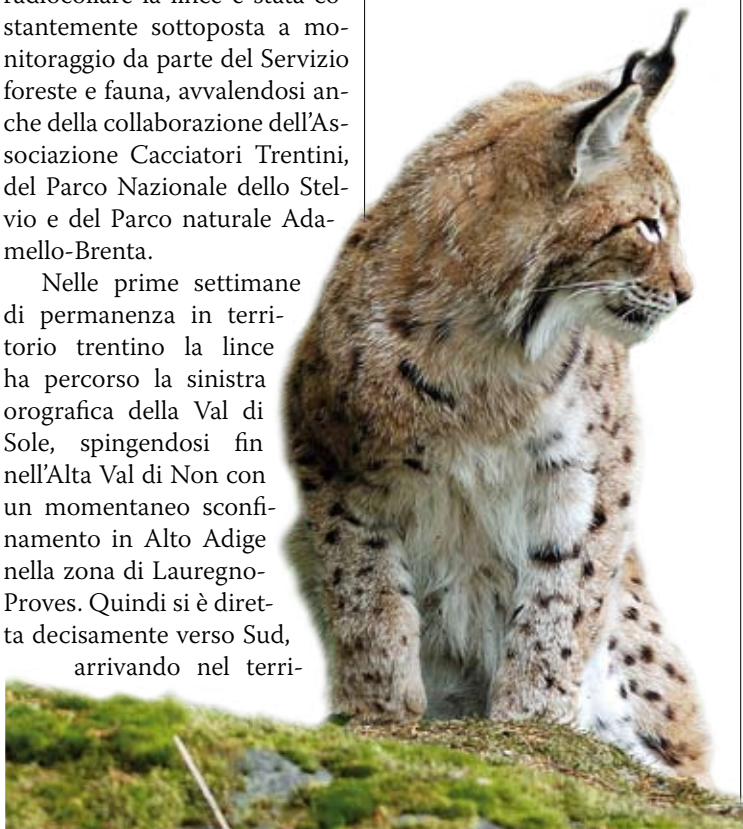 radiocollare la lince è stata co-
stantemente sottoposta a mo-
nitoraggio da parte del Servizio
foreste e fauna, avvalendosi an-
che della collaborazione dell'As-
sociazione Cacciatori Trentini,
del Parco Nazionale dello Stel-
vio e del Parco naturale Ada-
mello-Brenta.
Nelle prime settimane
di permanenza in terri-
torio trentino la lince
ha percorso la sinistra
orografica della Val di
Sole, spingendosi fin
nell'Alta Val di Non con
un momentaneo sconfi-
namento in Alto Adige
nella zona di Lauregno-
Proves. Quindi si è diret-
ta decisamente verso Sud,
arrivando nel terri-